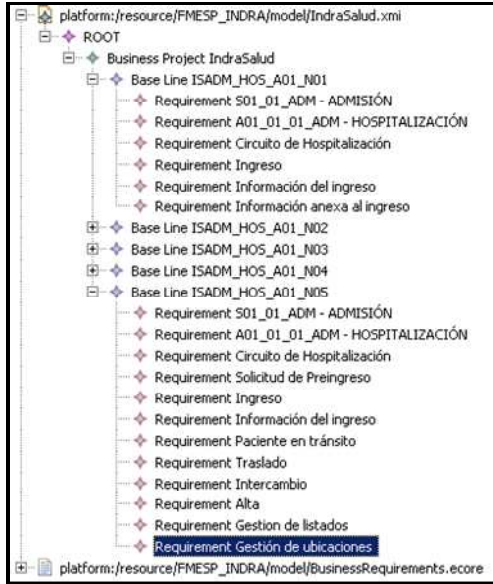 platform:/resource/FMESP_INDRA/model/IndraSalud.xmi
ROOT
Business Project IndraSalud
Base Line ISADM_HOS_A01_N01
Requirement S01_01_ADM - ADMISIÓN
Requirement A01_01_01_ADM - HOSPITALIZACIÓN
Requirement Circuito de Hospitalización
Requirement Ingreso
Requirement Información del ingreso
Requirement Información anexa al ingreso
Base Line ISADM_HOS_A01_N02
Base Line ISADM_HOS_A01_N03
Base Line ISADM_HOS_A01_N04
Base Line ISADM_HOS_A01_N05
Requirement S01_01_ADM - ADMISIÓN
Requirement A01_01_01_ADM - HOSPITALIZACIÓN
Requirement Circuito de Hospitalización
Requirement Solicitud de Preingreso
Requirement Ingreso
Requirement Información del ingreso
Requirement Paciente en tránsito
Requirement Traslado
Requirement Intercambio
Requirement Alta
Requirement Gestion de listados
Requirement Gestión de ubicaciones
platform:/resource/FMESP_INDRA/model/BusinessRequirements.ecore